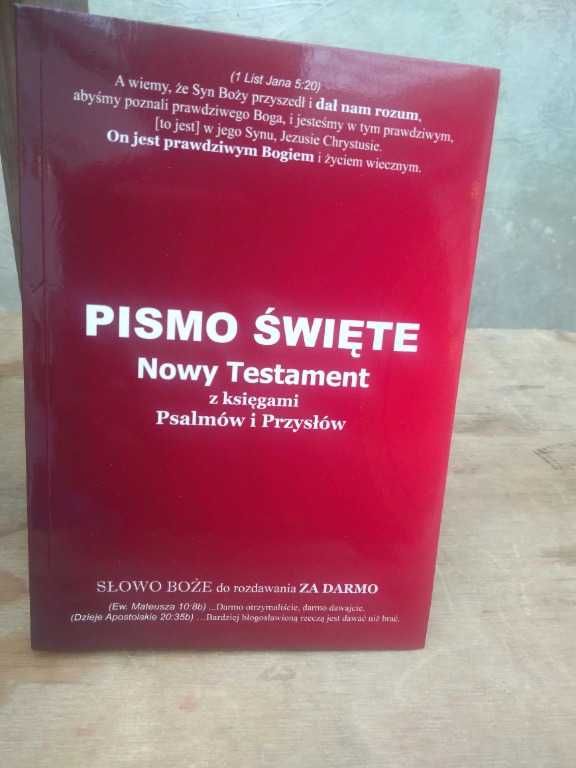 (1 List Jana 5:20)
A wiemy, że Syn Boży przyszedł i dał nam rozum,
abyśmy poznali prawdziwego Boga, i jesteśmy w tym prawdziwym,
[to jest] w jego Synu, Jezusie Chrystusie.
On jest prawdziwym Bogiem i życiem wiecznym.
PISMO ŚWIĘTE
Nowy Testament
z księgami
Psalmów i Przysłów
SŁOWO BOŻE do rozdawania ZA DARMO
(Ew. Mateusza 10:8b) ...Darmo otrzymaliście, darmo dawajcie.
(Dzieje Apostolskie 20:35b) ...Bardziej błogosławioną rzeczą jest dawać niż brać.